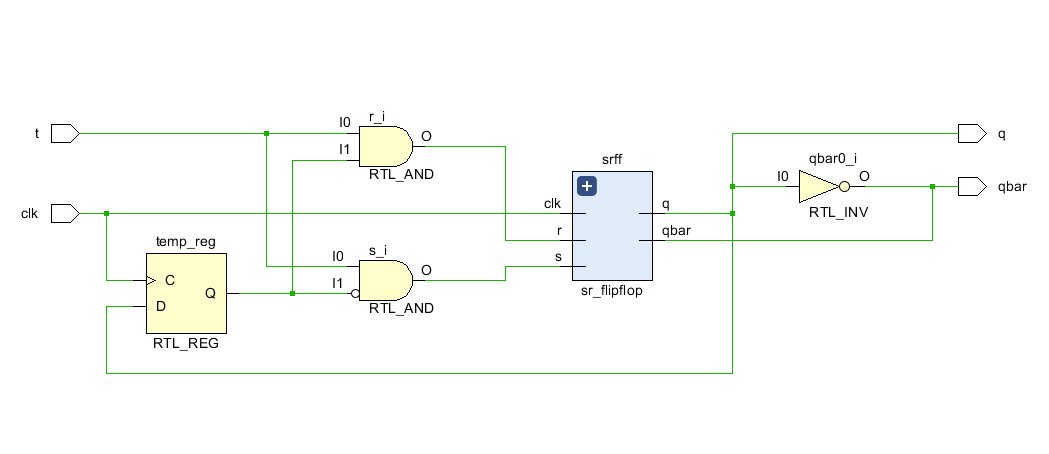 t
clk
temp_reg
C
D
Q
RTL_REG
r_i
I0
I1
O
RTL_AND
s_i
I0
I1
O
RTL_AND
srff
+
clk
r
s
q
qbar
sr_flipflop
qbar0_i
I0
O
RTL_INV
q
qbar